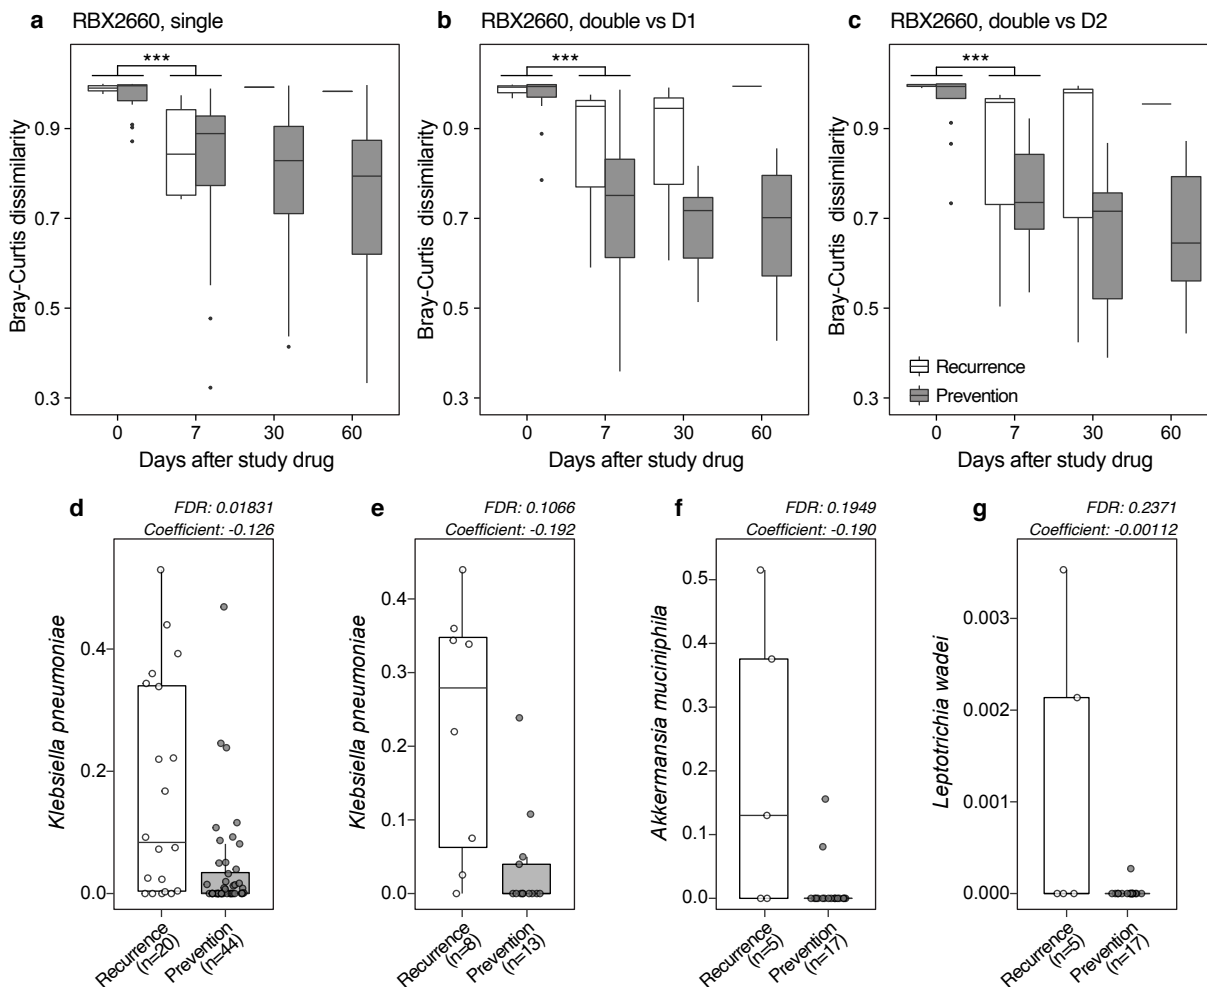 a RBX2660, single
b RBX2660, double vs D1
c RBX2660, double vs D2
Bray-Curtis dissimilarity
0.9
0.7
0.5
0.3
***
0 7 30 60
Days after study drug
Bray-Curtis dissimilarity
0.9
0.7
0.5
0.3
***
0 7 30 60
Days after study drug
Bray-Curtis dissimilarity
0.9
0.7
0.5
0.3
***
Recurrence
Prevention
0 7 30 60
Days after study drug
d
FDR: 0.01831
Coefficient: -0.126
Klebsiella pneumoniae
0.4
0.2
0.0
Recurrence
(n=20)
Prevention
(n=44)
e
FDR: 0.1066
Coefficient: -0.192
Klebsiella pneumoniae
0.4
0.3
0.2
0.1
0.0
Recurrence
(n=8)
Prevention
(n=13)
f
FDR: 0.1949
Coefficient: -0.190
Akkermansia muciniphila
0.5
0.4
0.3
0.2
0.1
0.0
Recurrence
(n=5)
Prevention
(n=17)
g
FDR: 0.2371
Coefficient: -0.00112
Leptotrichia wadei
0.003
0.002
0.001
0.000
Recurrence
(n=5)
Prevention
(n=17)